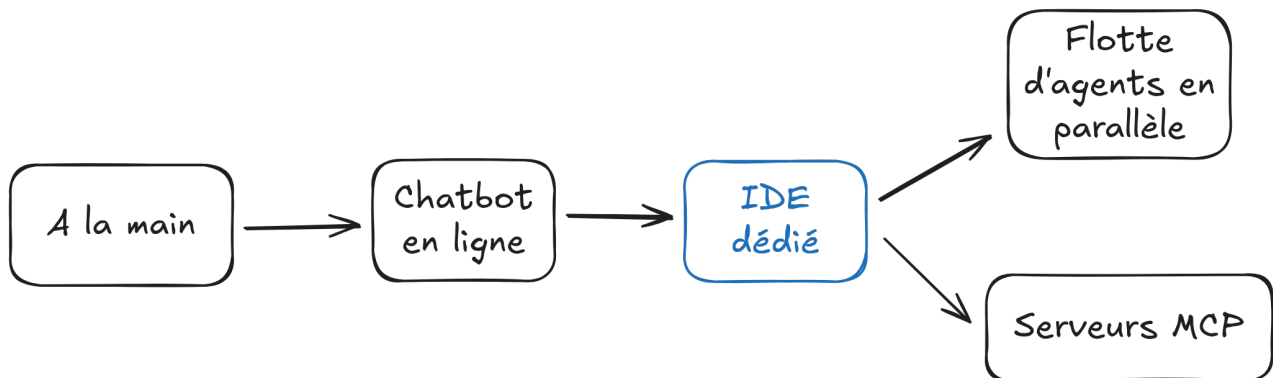 A la main
Chatbot
en ligne
IDE
dédié
Flotte
d'agents en
parallèle
Serveurs MCP